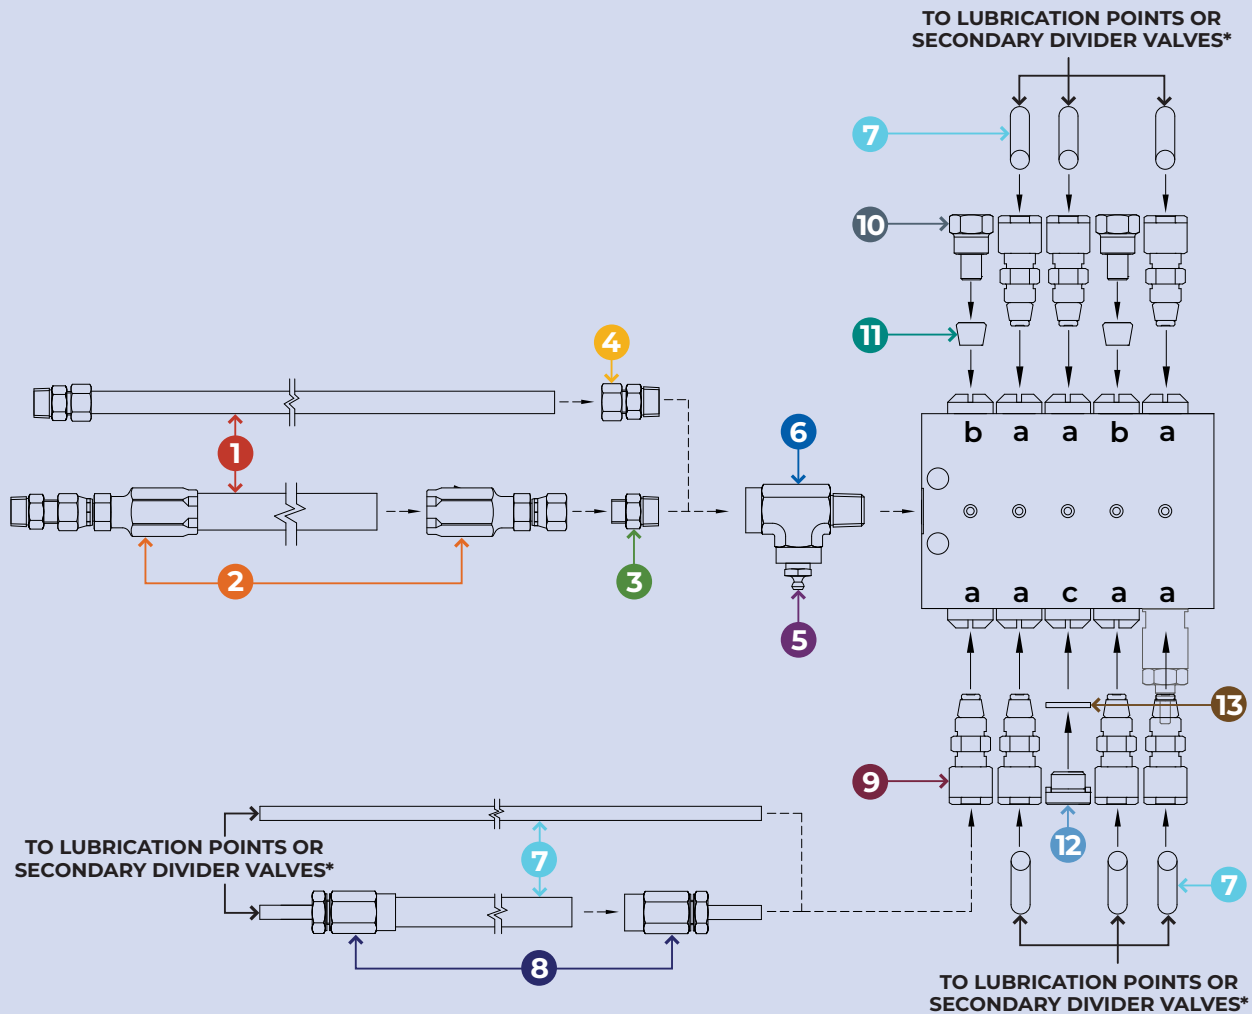 TO LUBRICATION POINTS OR
SECONDARY DIVIDER VALVES*
7
10
11
4
1
6
b a a b a
2
3
5
a a c a a
13
9
12
TO LUBRICATION POINTS OR
SECONDARY DIVIDER VALVES*
7
7
8
TO LUBRICATION POINTS OR
SECONDARY DIVIDER VALVES*